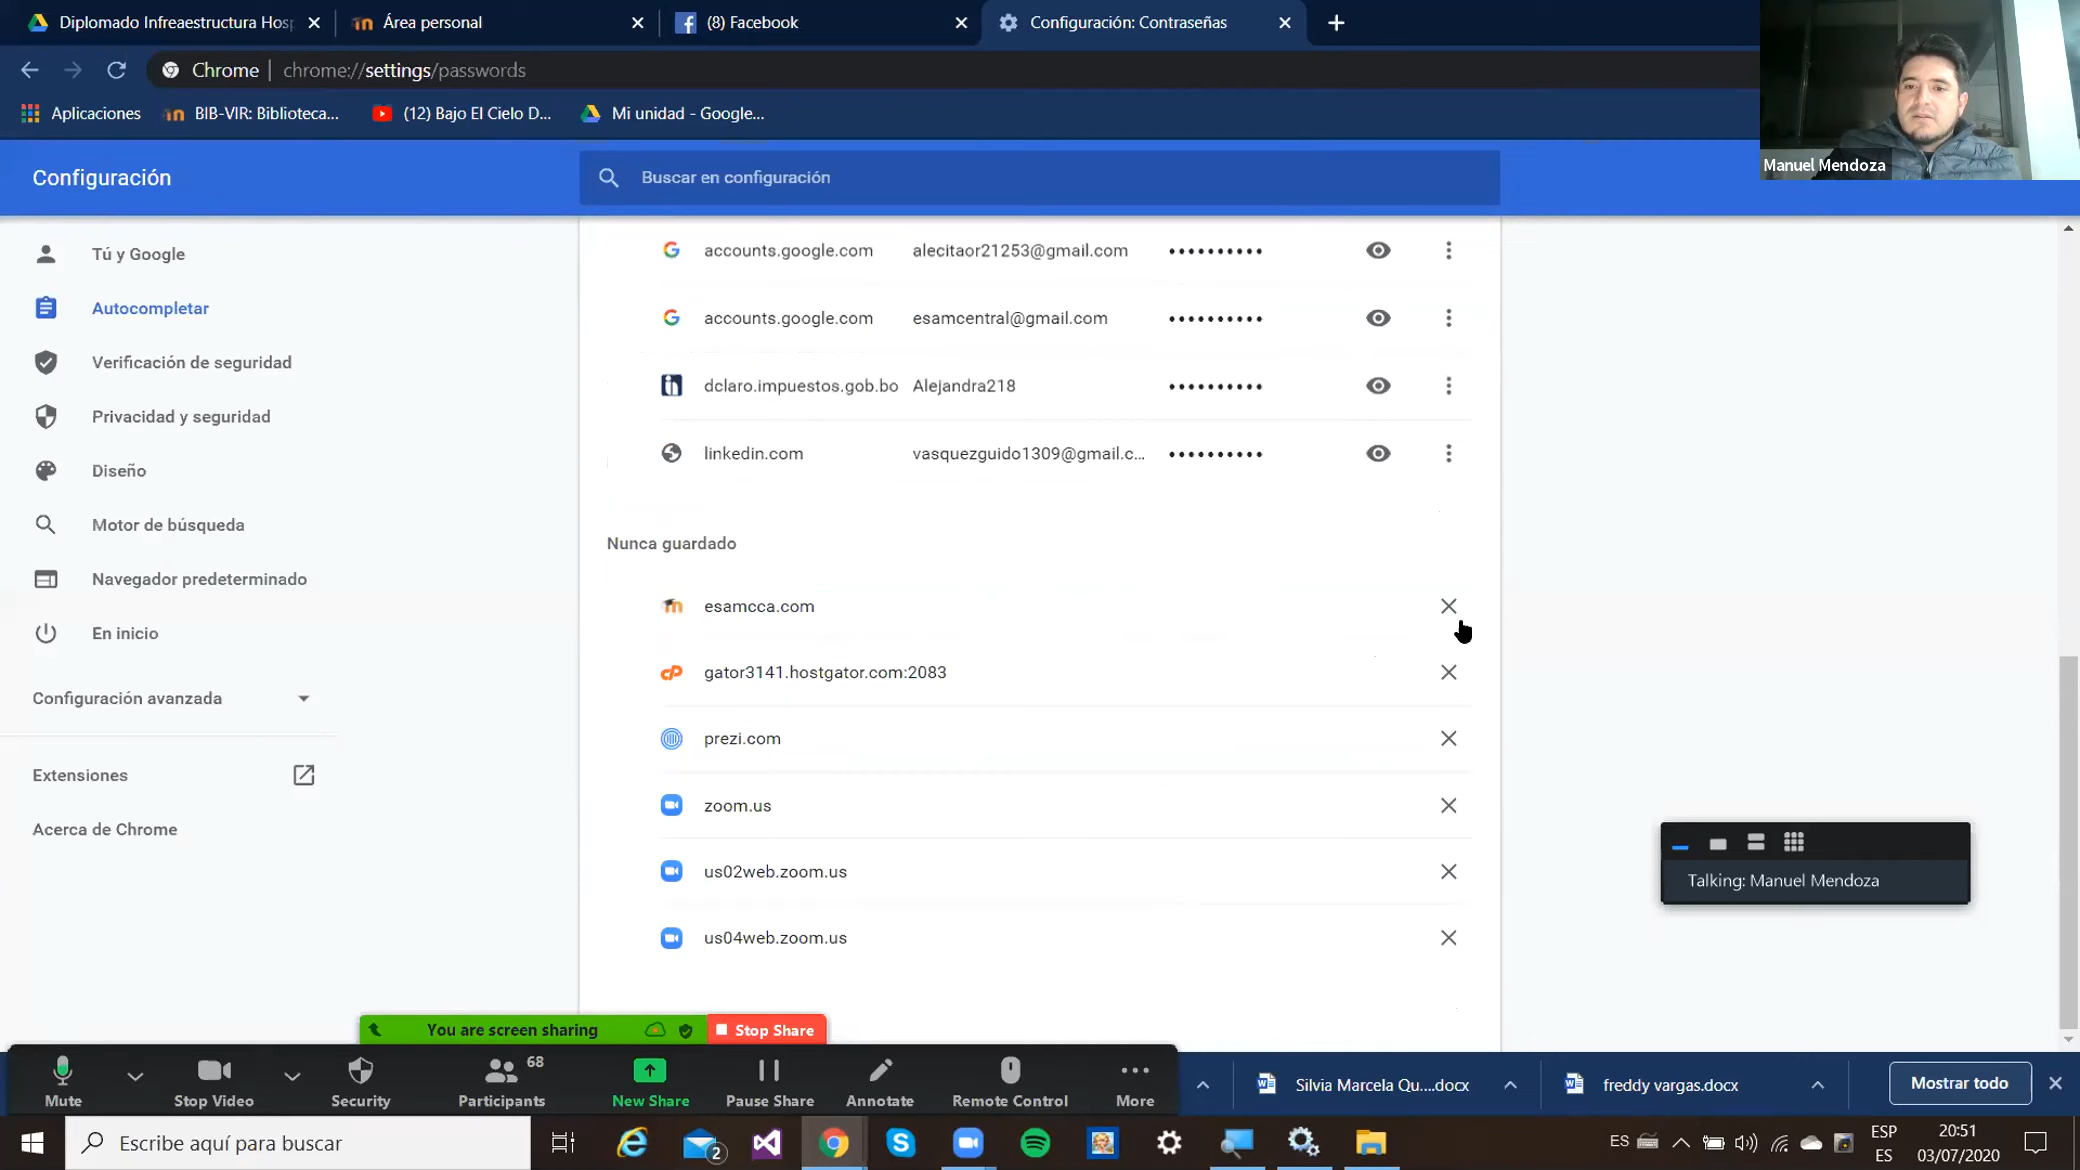 Diplomado Infraestructura Hosp
Área personal
(8) Facebook
Configuración: Contraseñas
Chrome | chrome://settings/passwords
Aplicaciones
BIB-VIR: Biblioteca...
(12) Bajo El Cielo D...
Mi unidad - Google...
Manuel Mendoza
Configuración
Buscar en configuración
Tú y Google
Autocompletar
Verificación de seguridad
Privacidad y seguridad
Diseño
Motor de búsqueda
Navegador predeterminado
En inicio
Configuración avanzada
Extensiones
Acerca de Chrome
accounts.google.com alecitaor21253@gmail.com ••••••••••
accounts.google.com esamcentral@gmail.com ••••••••••
dclaro.impuestos.gob.bo Alejandra218 ••••••••••
linkedin.com vasquezguido1309@gmail.c... ••••••••••
Nunca guardado
esamcca.com
gator3141.hostgator.com:2083
prezi.com
zoom.us
us02web.zoom.us
us04web.zoom.us
Talking: Manuel Mendoza
You are screen sharing
Stop Share
Mute
Stop Video
Security
Participants 68
New Share
Pause Share
Annotate
Remote Control
More
Silvia Marcela Qu....docx
freddy vargas.docx
Mostrar todo
Escribe aquí para buscar
2
ES
ESP
ES
20:51
03/07/2020